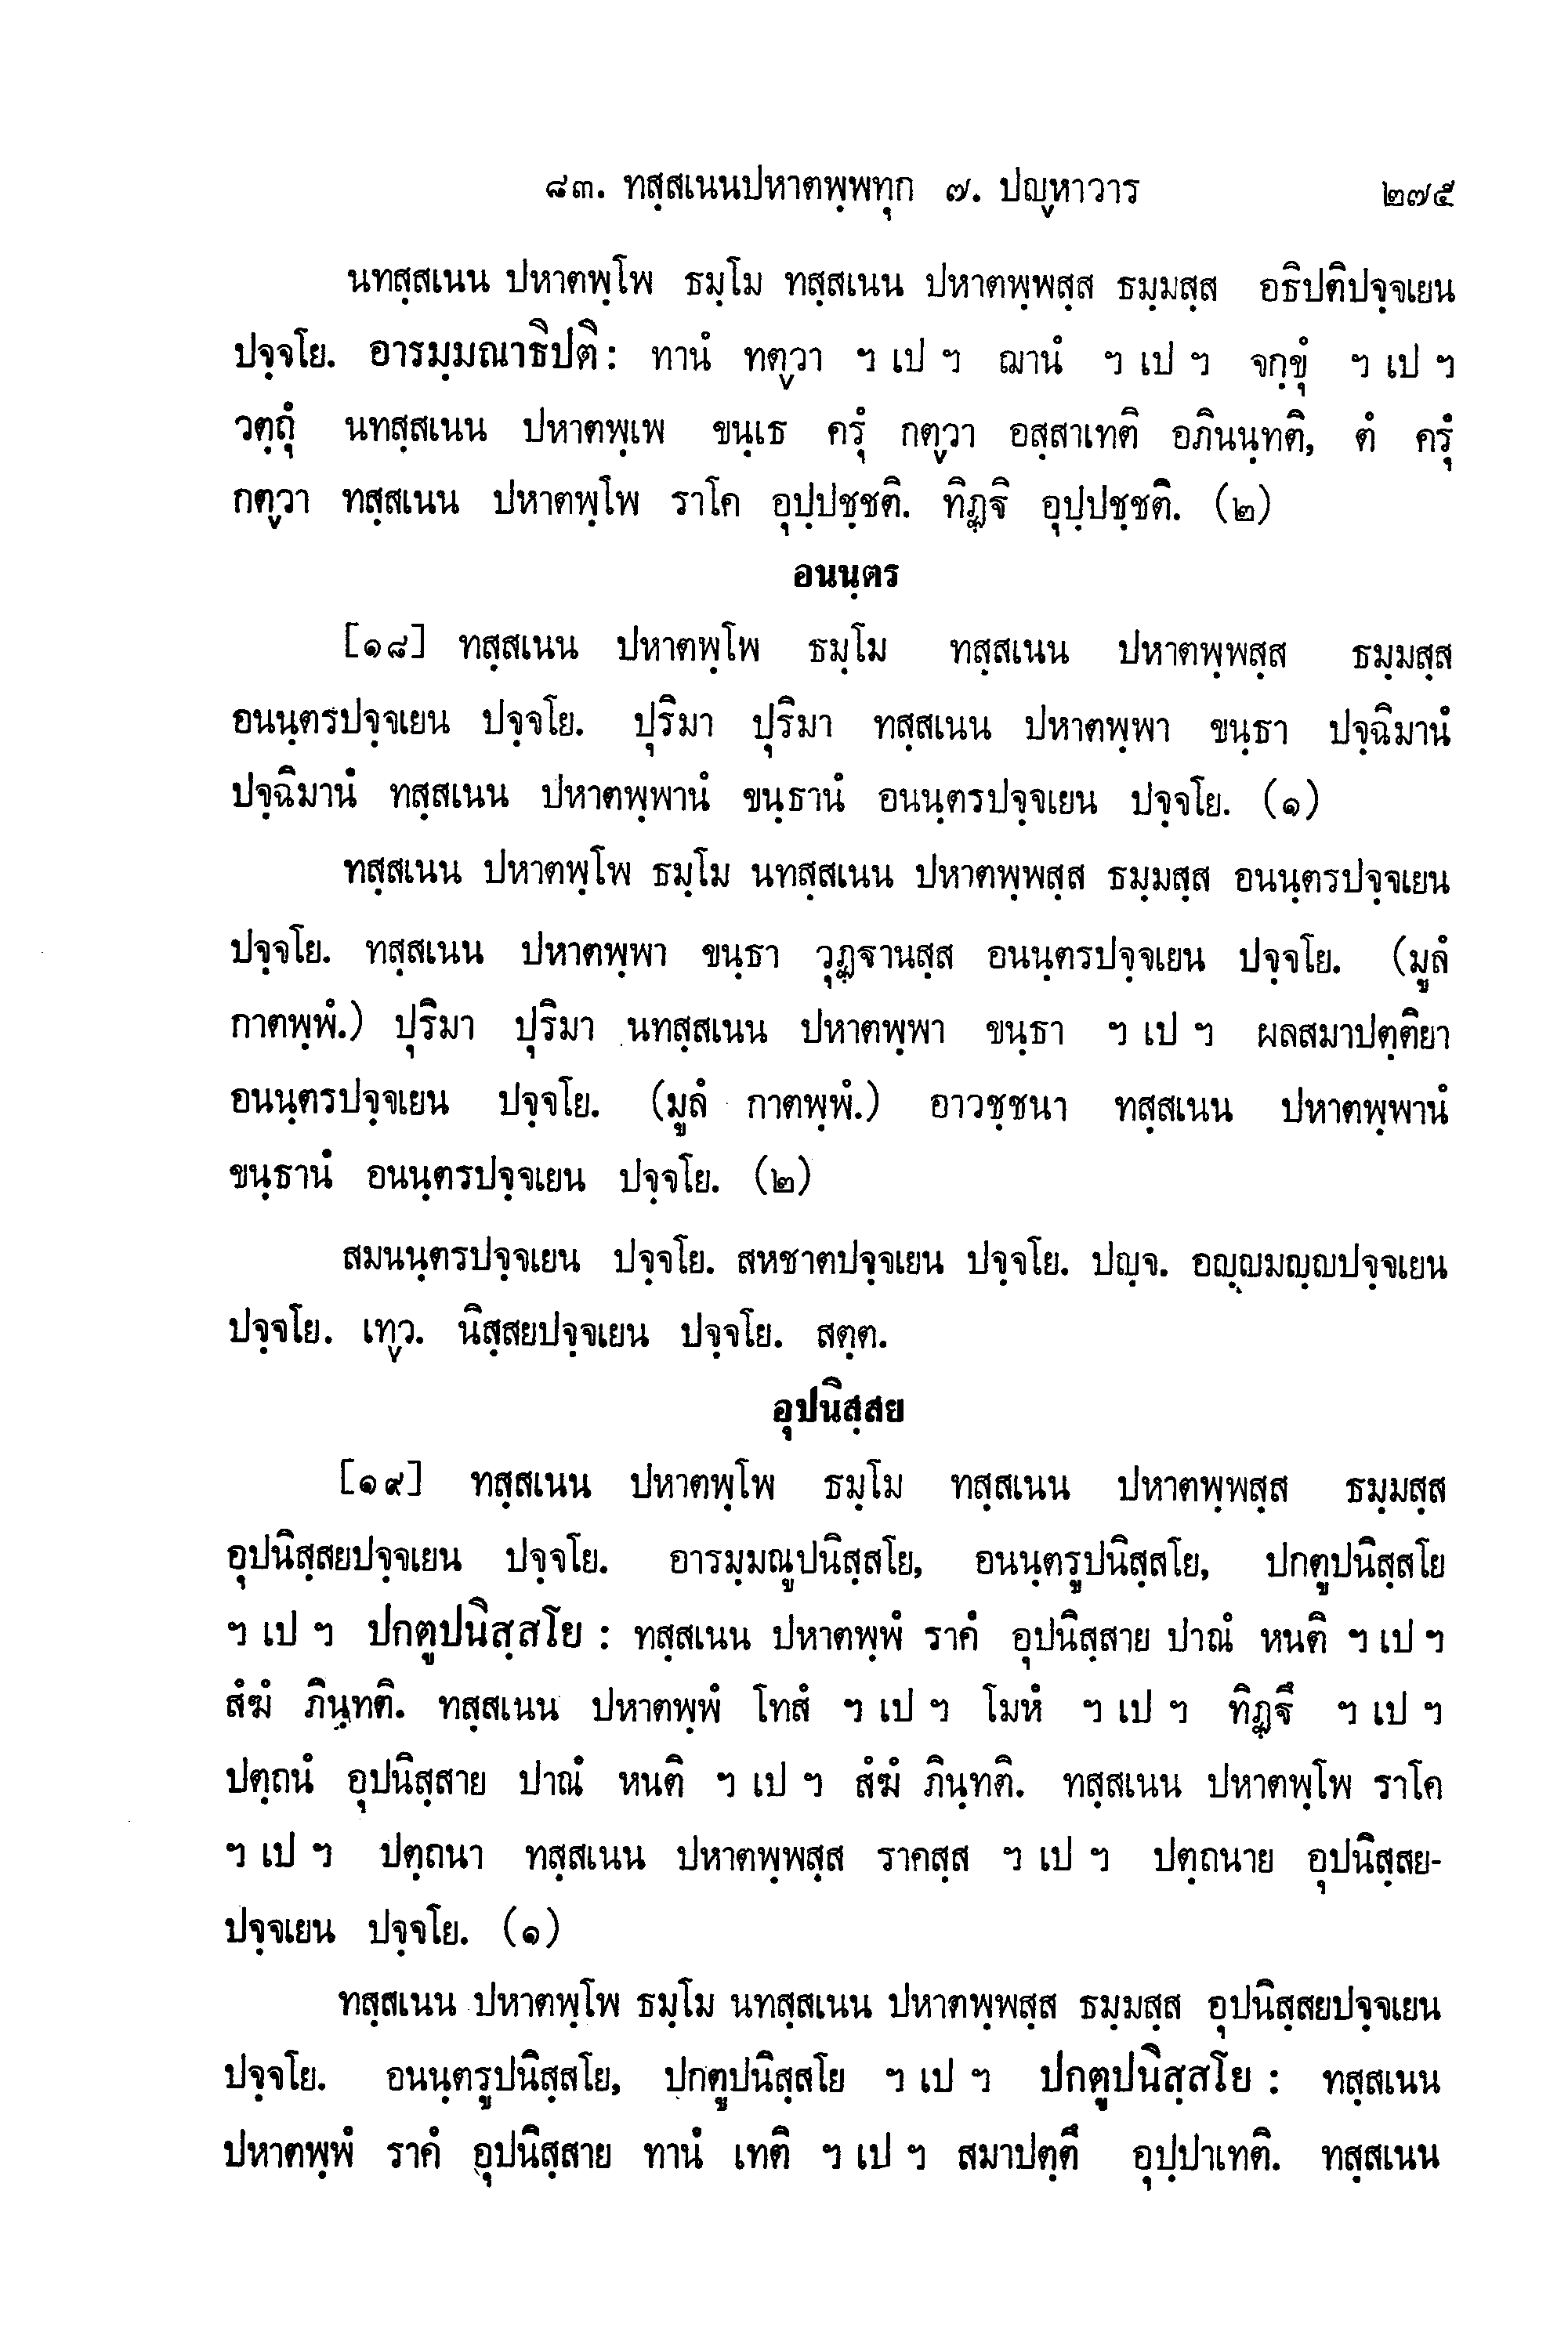 ๘๓. ทสฺสเนนปหาตพฺพทุก ๗. ปญฺหาวาร ๒๗๕
นทสฺสเนน ปหาตพฺโพ ธมฺโม ทสฺสเนน ปหาตพฺพสฺส ธมฺมสฺส อธิปติปจฺจเยน
ปจฺจโย. อารมฺมณาธิปติ : ทานํ ทตฺวา ฯ เป ฯ ฌานํ ฯ เป ฯ จกฺขุํ ฯ เป ฯ
วตฺถุํ นทสฺสเนน ปหาตพฺเพ ขนฺเธ ครุํ กตฺวา อสฺสาเทติ อภินนฺทติ, ตํ ครุํ
กตฺวา ทสฺสเนน ปหาตพฺโพ ราโค อุปฺปชฺชติ. ทิฏฺฐิ อุปฺปชฺชติ. (๒)
อนนฺตร
[๑๘] ทสฺสเนน ปหาตพฺโพ ธมฺโม ทสฺสเนน ปหาตพฺพสฺส ธมฺมสฺส
อนนฺตรปจฺจเยน ปจฺจโย. ปุริมา ปุริมา ทสฺสเนน ปหาตพฺพา ขนฺธา ปจฺฉิมานํ
ปจฺฉิมานํ ทสฺสเนน ปหาตพฺพานํ ขนฺธานํ อนนฺตรปจฺจเยน ปจฺจโย. (๑)
ทสฺสเนน ปหาตพฺโพ ธมฺโม นทสฺสเนน ปหาตพฺพสฺส ธมฺมสฺส อนนฺตรปจฺจเยน
ปจฺจโย. ทสฺสเนน ปหาตพฺพา ขนฺธา วุฏฺฐานสฺส อนนฺตรปจฺจเยน ปจฺจโย. (มูลํ
กาตพฺพํ.) ปุริมา ปุริมา นทสฺสเนน ปหาตพฺพา ขนฺธา ฯ เป ฯ ผลสมาปตฺติยา
อนนฺตรปจฺจเยน ปจฺจโย. (มูลํ กาตพฺพํ.) อาวชฺชนา ทสฺสเนน ปหาตพฺพานํ
ขนฺธานํ อนนฺตรปจฺจเยน ปจฺจโย. (๒)
สมนนฺตรปจฺจเยน ปจฺจโย. สหชาตปจฺจเยน ปจฺจโย. ปญฺจ. อญฺญมญฺญปจฺจเยน
ปจฺจโย. เทฺว. นิสฺสยปจฺจเยน ปจฺจโย. สตฺต.
อุปนิสฺสย
[๑๙] ทสฺสเนน ปหาตพฺโพ ธมฺโม ทสฺสเนน ปหาตพฺพสฺส ธมฺมสฺส
อุปนิสฺสยปจฺจเยน ปจฺจโย. อารมฺมณูปนิสฺสโย, อนนฺตรูปนิสฺสโย, ปกตูปนิสฺสโย
ฯ เป ฯ ปกตูปนิสฺสโย : ทสฺสเนน ปหาตพฺพํ ราคํ อุปนิสฺสาย ปาณํ หนติ ฯ เป ฯ
สํฆํ ภินฺทติ. ทสฺสเนน ปหาตพฺพํ โทสํ ฯ เป ฯ โมหํ ฯ เป ฯ ทิฏฺฐึ ฯ เป ฯ
ปตฺถนํ อุปนิสฺสาย ปาณํ หนติ ฯ เป ฯ สํฆํ ภินฺทติ. ทสฺสเนน ปหาตพฺโพ ราโค
ฯ เป ฯ ปตฺถนา ทสฺสเนน ปหาตพฺพสฺส ราคสฺส ฯ เป ฯ ปตฺถนาย อุปนิสฺสย-
ปจฺจเยน ปจฺจโย. (๑)
ทสฺสเนน ปหาตพฺโพ ธมฺโม นทสฺสเนน ปหาตพฺพสฺส ธมฺมสฺส อุปนิสฺสยปจฺจเยน
ปจฺจโย. อนนฺตรูปนิสฺสโย, ปกตูปนิสฺสโย ฯ เป ฯ ปกตูปนิสฺสโย : ทสฺสเนน
ปหาตพฺพํ ราคํ อุปนิสฺสาย ทานํ เทติ ฯ เป ฯ สมาปตฺตึ อุปฺปาเทติ. ทสฺสเนน